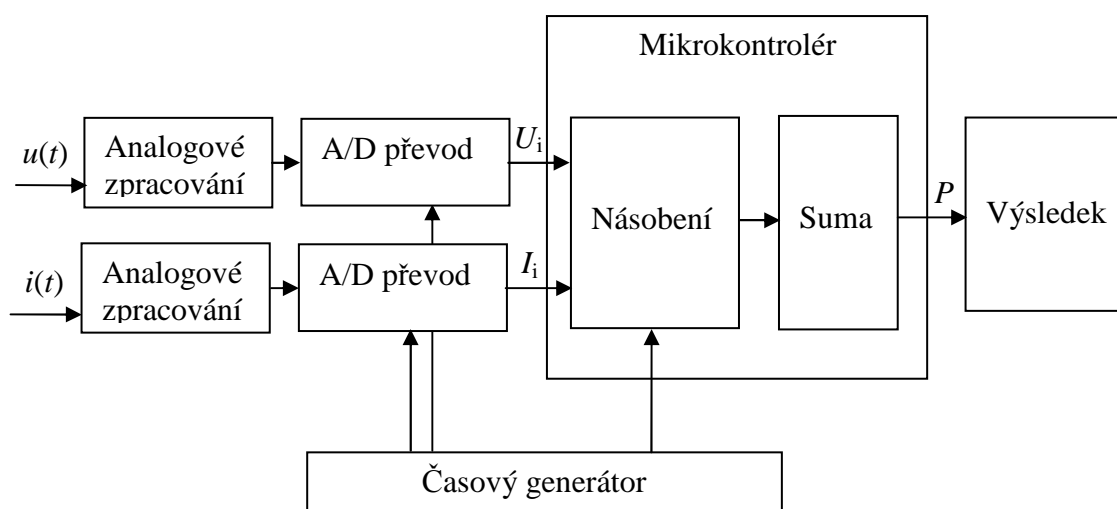 Mikrokontrolér
u(t)
Analogové
zpracování
A/D převod
Ui
Násobení
Suma
P
Výsledek
i(t)
Analogové
zpracování
A/D převod
Ii
Časový generátor